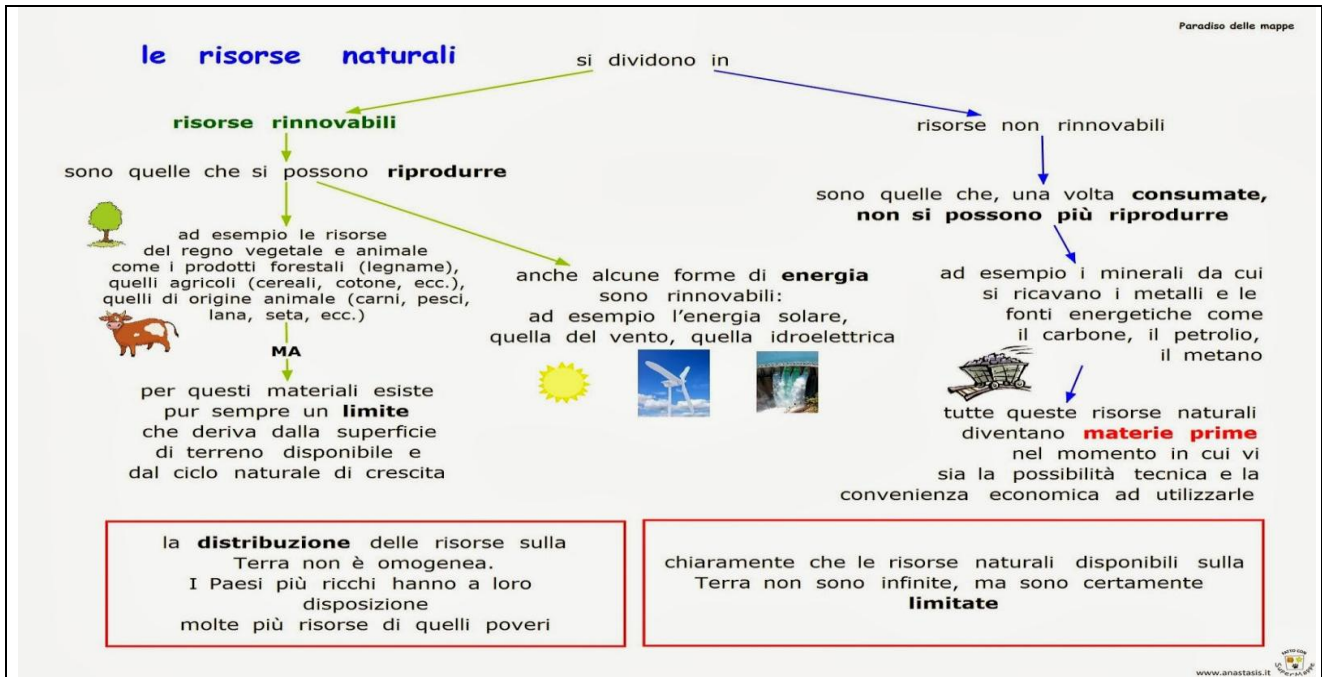 Paradiso delle mappe
le risorse naturali
si dividono in
risorse rinnovabili
sono quelle che si possono riprodurre
ad esempio le risorse
del regno vegetale e animale
come i prodotti forestali (legname),
quelli agricoli (cereali, cotone, ecc.),
quelli di origine animale (carni, pesci,
lana, seta, ecc.)
MA
per questi materiali esiste
pur sempre un limite
che deriva dalla superficie
di terreno disponibile e
dal ciclo naturale di crescita
anche alcune forme di energia
sono rinnovabili:
ad esempio l'energia solare,
quella del vento, quella idroelettrica
risorse non rinnovabili
sono quelle che, una volta consumate,
non si possono più riprodurre
ad esempio i minerali da cui
si ricavano i metalli e le
fonti energetiche come
il carbone, il petrolio,
il metano
tutte queste risorse naturali
diventano materie prime
nel momento in cui vi
sia la possibilità tecnica e la
convenienza economica ad utilizzarle
la distribuzione delle risorse sulla
Terra non è omogenea.
I Paesi più ricchi hanno a loro
disposizione
molte più risorse di quelli poveri
chiaramente che le risorse naturali disponibili sulla
Terra non sono infinite, ma sono certamente
limitate
www.anastasis.it
FATTO CON
SuperMappe